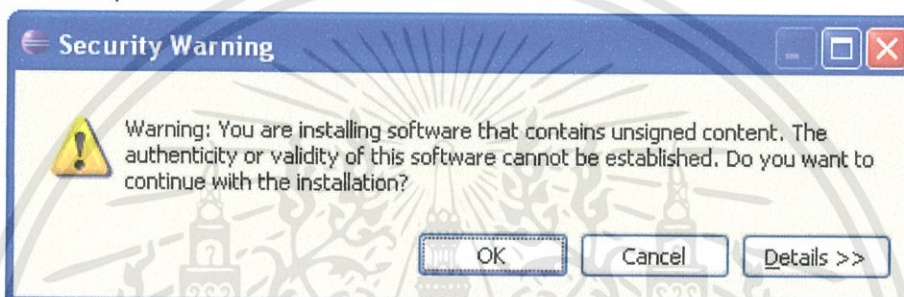 Security Warning
Warning: You are installing software that contains unsigned content. The
authenticity or validity of this software cannot be established. Do you want to
continue with the installation?
OK Cancel Details >>